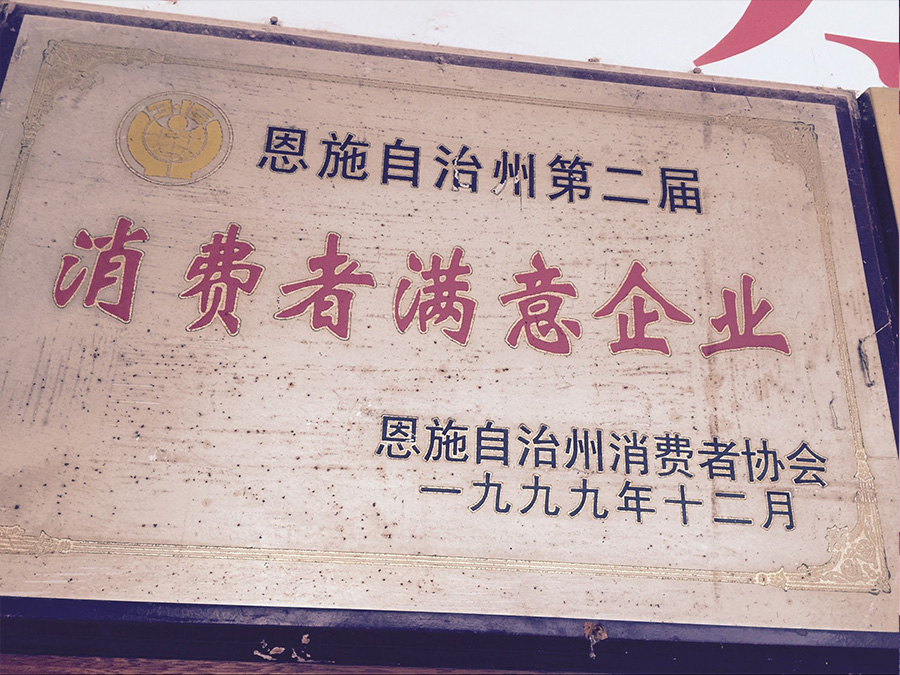 恩施自治州第二届
消费者满意企业
恩施自治州消费者协会
一九九九年十二月